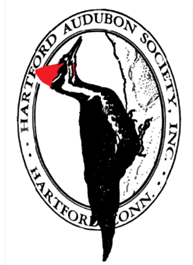 · HARTFORD AUDUBON SOCIETY, INC. ·
· HARTFORD CONN. ·